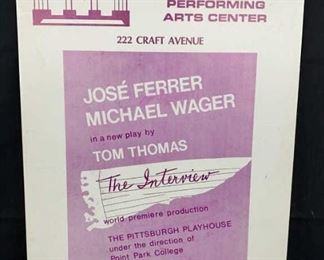 PERFORMING
ARTS CENTER
222 CRAFT AVENUE
JOSÉ FERRER
MICHAEL WAGER
in a new play by
TOM THOMAS
The Interview
world premiere production
THE PITTSBURGH PLAYHOUSE
under the direction of
Point Park College